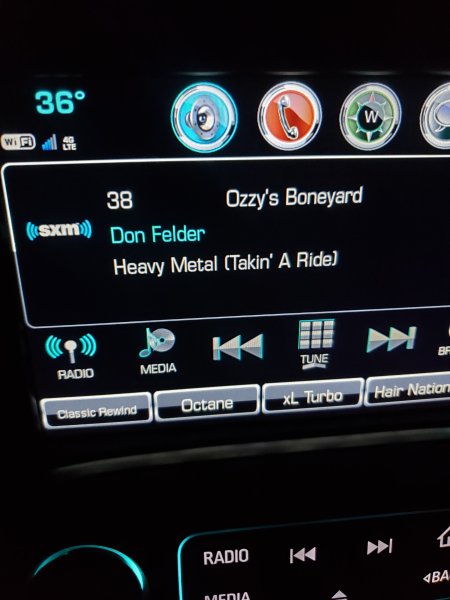 36°
WiFi 4G LTE
W
38 Ozzy's Boneyard
sxm
Don Felder
Heavy Metal (Takin' A Ride)
RADIO MEDIA TUNE
Classic Rewind Octane xL Turbo Hair Nation
RADIO
MEDIA